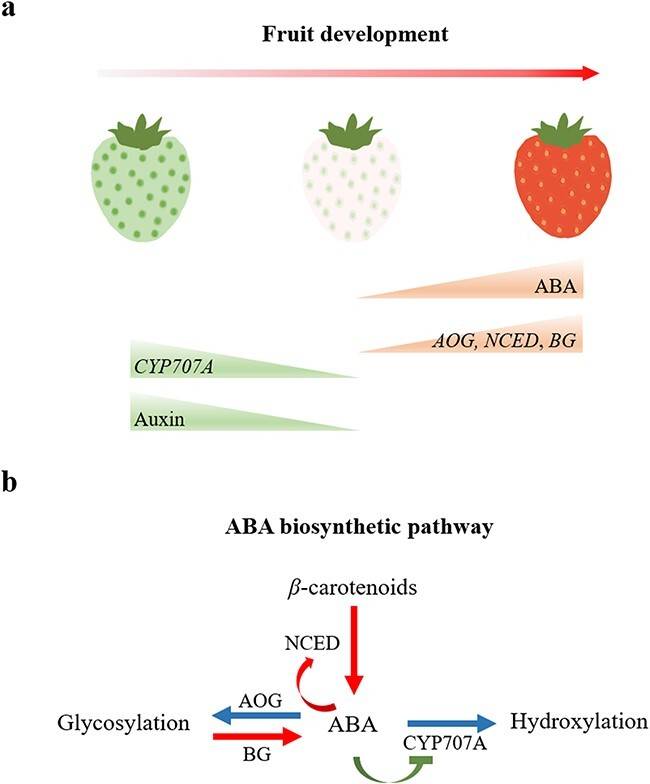 a
Fruit development
ABA
AOG, NCED, BG
CYP707A
Auxin
b
ABA biosynthetic pathway
β-carotenoids
NCED
AOG
Glycosylation
ABA
Hydroxylation
BG
CYP707A